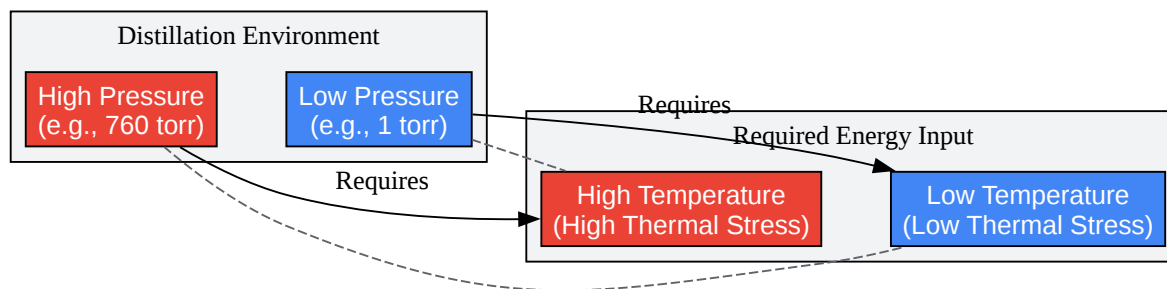 Distillation Environment
High Pressure
(e.g., 760 torr)
Low Pressure
(e.g., 1 torr)
Requires
Required Energy Input
Requires
High Temperature
(High Thermal Stress)
Low Temperature
(Low Thermal Stress)